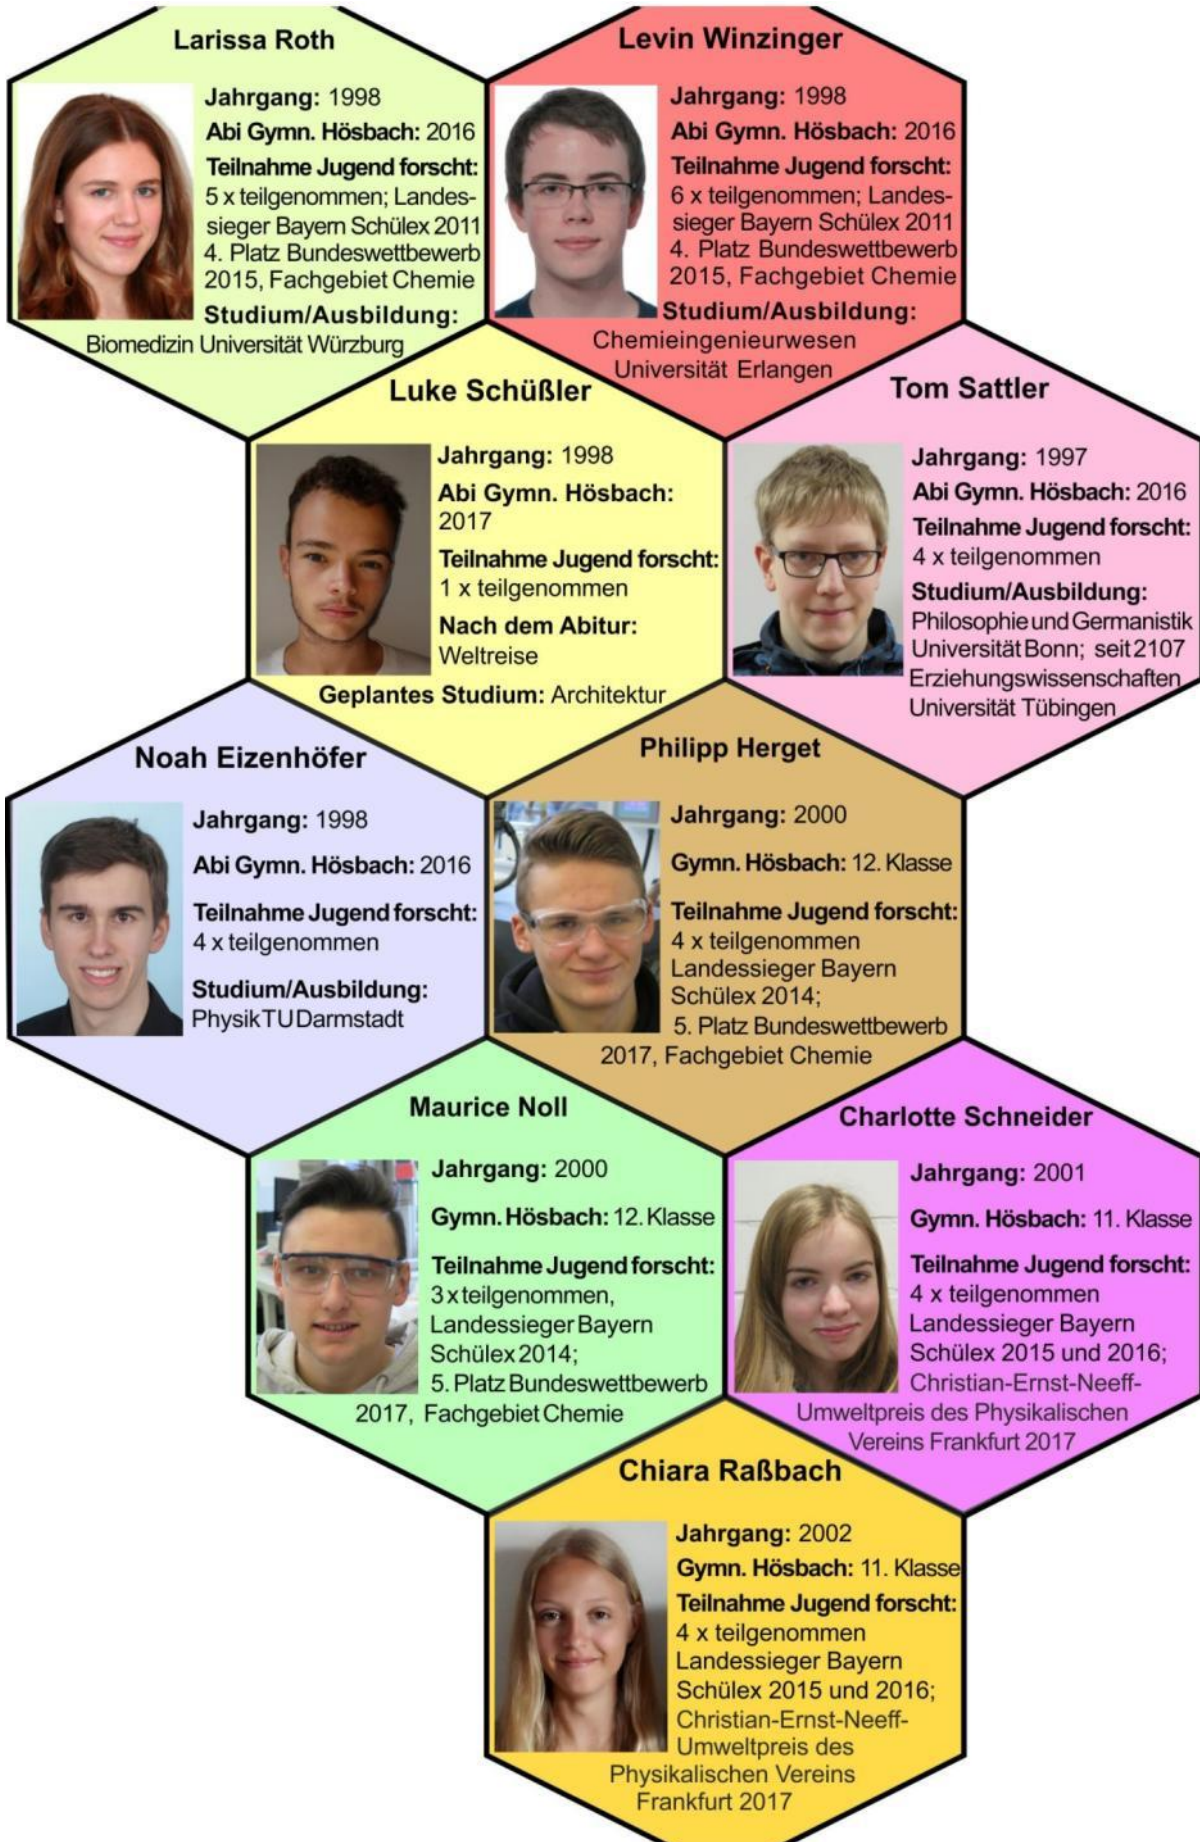 Larissa Roth
Jahrgang: 1998
Abi Gymn. Hösbach: 2016
Teilnahme Jugend forscht:
5 x teilgenommen; Landes-
sieger Bayern Schülex 2011
4. Platz Bundeswettbewerb
2015, Fachgebiet Chemie
Studium/Ausbildung:
Biomedizin Universität Würzburg
Levin Winzinger
Jahrgang: 1998
Abi Gymn. Hösbach: 2016
Teilnahme Jugend forscht:
6 x teilgenommen; Landes-
sieger Bayern Schülex 2011
4. Platz Bundeswettbewerb
2015, Fachgebiet Chemie
Studium/Ausbildung:
Chemieingenieurwesen
Universität Erlangen
Luke Schüßler
Jahrgang: 1998
Abi Gymn. Hösbach:
2017
Teilnahme Jugend forscht:
1 x teilgenommen
Nach dem Abitur:
Weltreise
Geplantes Studium: Architektur
Tom Sattler
Jahrgang: 1997
Abi Gymn. Hösbach: 2016
Teilnahme Jugend forscht:
4 x teilgenommen
Studium/Ausbildung:
Philosophie und Germanistik
Universität Bonn; seit 2107
Erziehungswissenschaften
Universität Tübingen
Noah Eizenhöfer
Jahrgang: 1998
Abi Gymn. Hösbach: 2016
Teilnahme Jugend forscht:
4 x teilgenommen
Studium/Ausbildung:
Physik TU Darmstadt
Philipp Herget
Jahrgang: 2000
Gymn. Hösbach: 12. Klasse
Teilnahme Jugend forscht:
4 x teilgenommen
Landessieger Bayern
Schülex 2014;
5. Platz Bundeswettbewerb
2017, Fachgebiet Chemie
Maurice Noll
Jahrgang: 2000
Gymn. Hösbach: 12. Klasse
Teilnahme Jugend forscht:
3 x teilgenommen,
Landessieger Bayern
Schülex 2014;
5. Platz Bundeswettbewerb
2017, Fachgebiet Chemie
Charlotte Schneider
Jahrgang: 2001
Gymn. Hösbach: 11. Klasse
Teilnahme Jugend forscht:
4 x teilgenommen
Landessieger Bayern
Schülex 2015 und 2016;
Christian-Ernst-Neeff-
Umweltpreis des Physikalischen
Vereins Frankfurt 2017
Chiara Raßbach
Jahrgang: 2002
Gymn. Hösbach: 11. Klasse
Teilnahme Jugend forscht:
4 x teilgenommen
Landessieger Bayern
Schülex 2015 und 2016;
Christian-Ernst-Neeff-
Umweltpreis des
Physikalischen Vereins
Frankfurt 2017